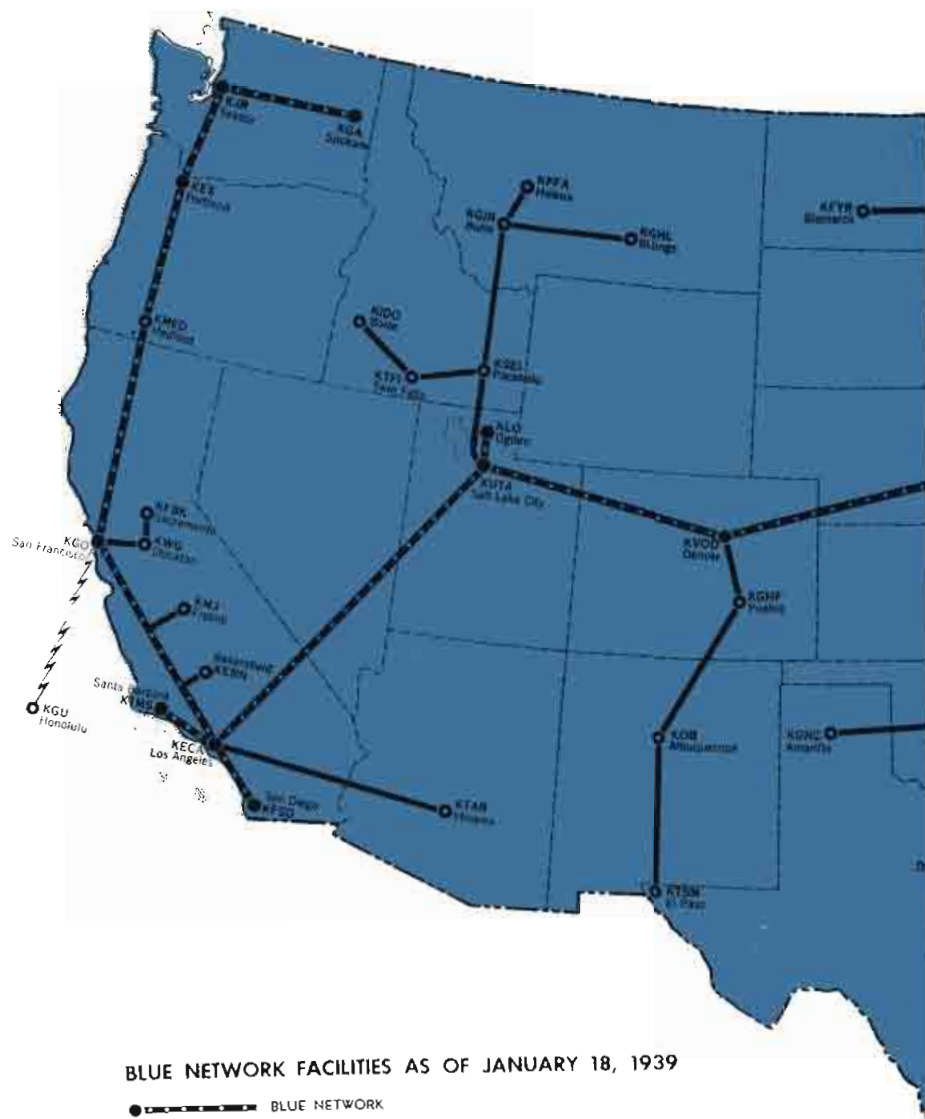 KJR
Seattle
KGA
Spokane
KEX
Portland
KPFA
Helena
KGIR
Butte
KGHL
Billings
KFYR
Bismarck
KMED
Medford
KIDO
Boise
KTFI
Twin Falls
KSEI
Pocatello
KLO
Ogden
KUTA
Salt Lake City
KFBK
Sacramento
KGO
San Francisco
KWG
Stockton
KVOD
Denver
KGHF
Pueblo
KMJ
Fresno
Bakersfield
KERN
Santa Barbara
KTMS
KGU
Honolulu
KECA
Los Angeles
KOB
Albuquerque
KGNC
Amarillo
San Diego
KFSD
KTAR
Phoenix
KTSM
El Paso
BLUE NETWORK FACILITIES AS OF JANUARY 18, 1939
BLUE NETWORK